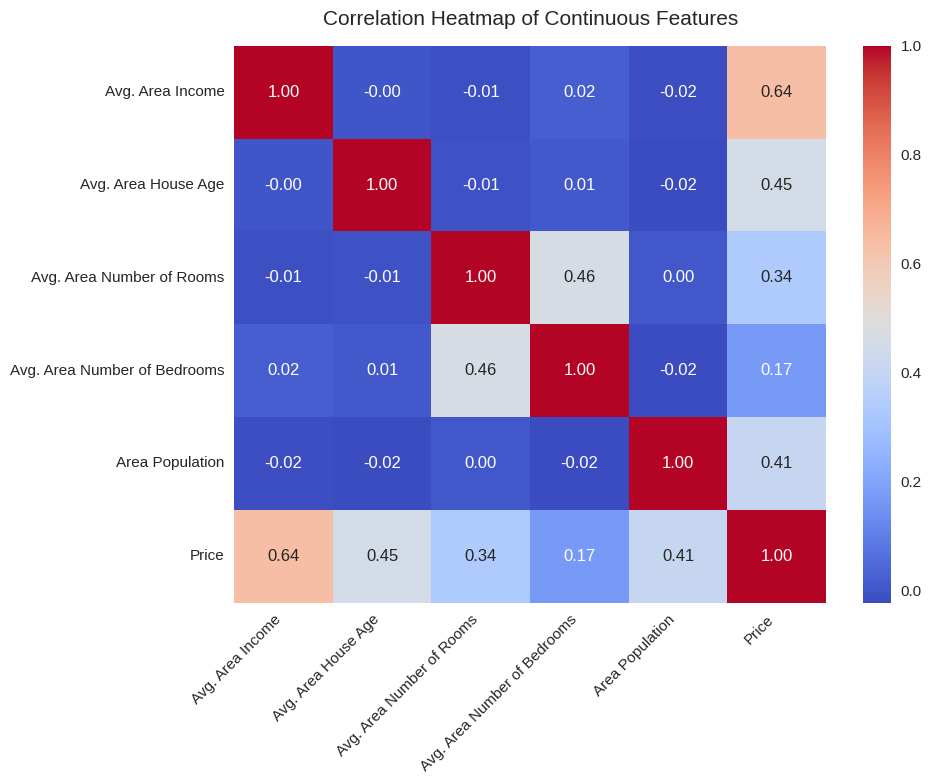 Correlation Heatmap of Continuous Features
Avg. Area Income 1.00 -0.00 -0.01 0.02 -0.02 0.64
Avg. Area House Age -0.00 1.00 -0.01 0.01 -0.02 0.45
Avg. Area Number of Rooms -0.01 -0.01 1.00 0.46 0.00 0.34
Avg. Area Number of Bedrooms 0.02 0.01 0.46 1.00 -0.02 0.17
Area Population -0.02 -0.02 0.00 -0.02 1.00 0.41
Price 0.64 0.45 0.34 0.17 0.41 1.00
Avg. Area Income
Avg. Area House Age
Avg. Area Number of Rooms
Avg. Area Number of Bedrooms
Area Population
Price
1.0
0.8
0.6
0.4
0.2
0.0